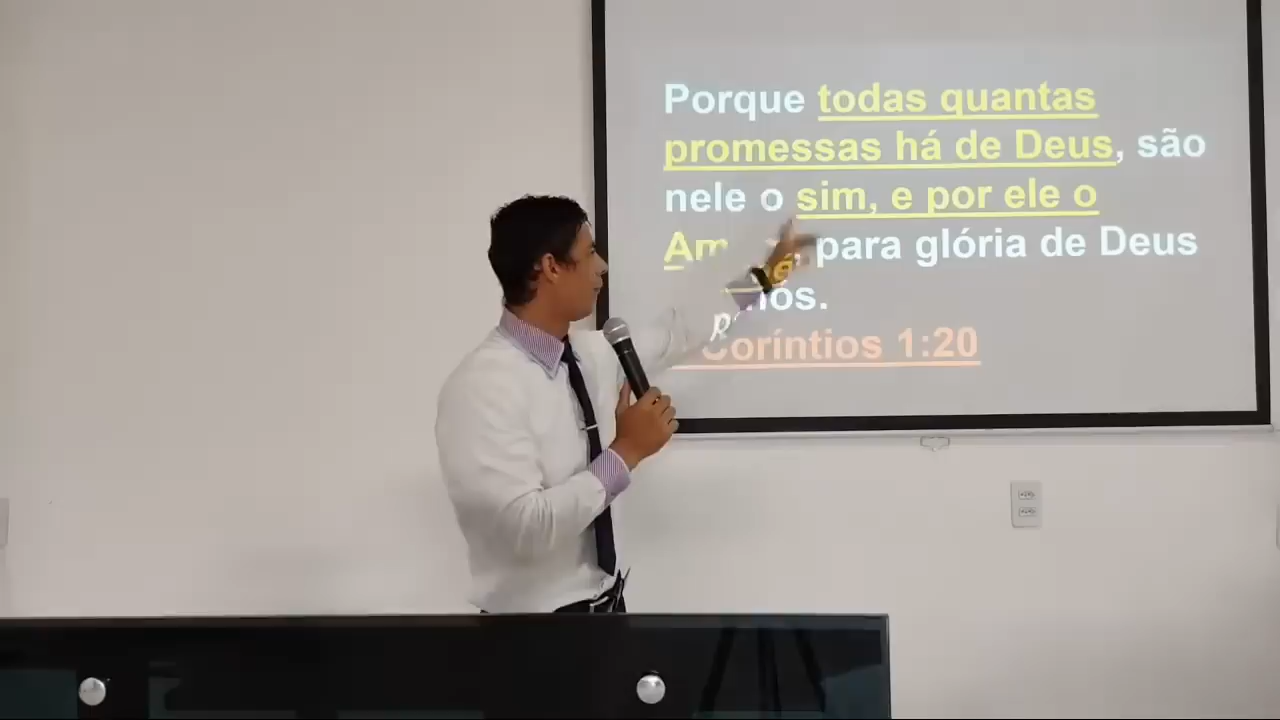 Porque todas quantas
promessas há de Deus, são
nele o sim, e por ele o
para glória de Deus
Coríntios 1:20